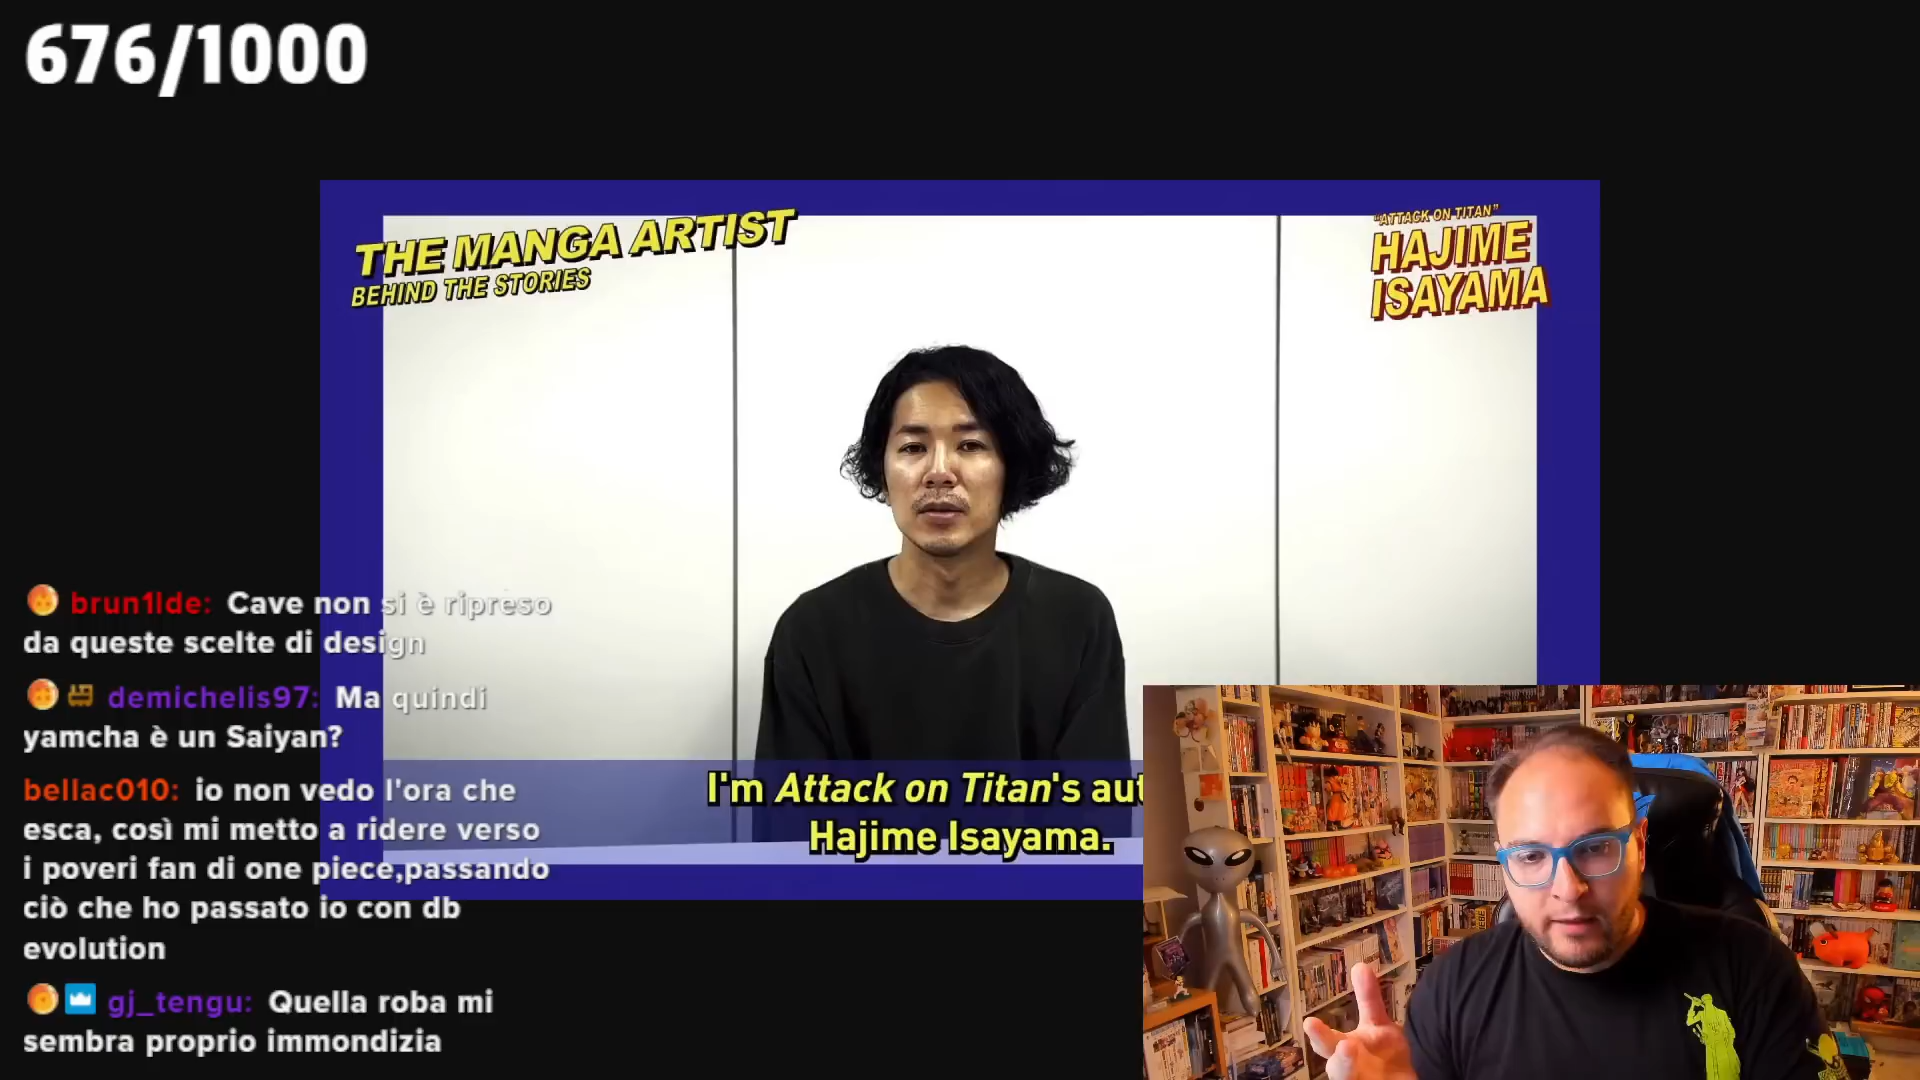 676/1000
THE MANGA ARTIST
BEHIND THE STORIES
"ATTACK ON TITAN"
HAJIME
ISAYAMA
brun1lde: Cave non si è ripreso
da queste scelte di design
demichelis97: Ma quindi
yamcha è un Saiyan?
bellac010: io non vedo l'ora che
esca, così mi metto a ridere verso
i poveri fan di one piece,passando
ciò che ho passato io con db
evolution
gj_tengu: Quella roba mi
sembra proprio immondizia
I'm Attack on Titan's aut
Hajime Isayama.